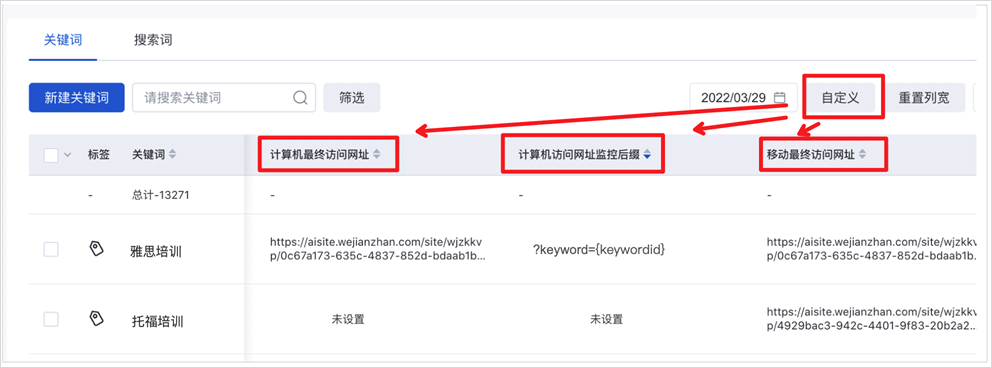 关键词 搜索词
新建关键词 请搜索关键词 筛选 2022/03/29 自定义 重置列宽
标签 关键词 计算机最终访问网址 计算机访问网址监控后缀 移动最终访问网址
- 总计-13271 - - -
雅思培训 https://aisite.wejianzhan.com/site/wjzkkv ?keyword={keywordid} https://aisite.wejianzhan.com/site/wjzkkv
p/0c67a173-635c-4837-852d-bdaab1b... p/0c67a173-635c-4837-852d-bdaab1b...
托福培训 未设置 未设置 https://aisite.wejianzhan.com/site/wjzkkv
p/4929bac3-942c-4401-9f83-20b2a2...